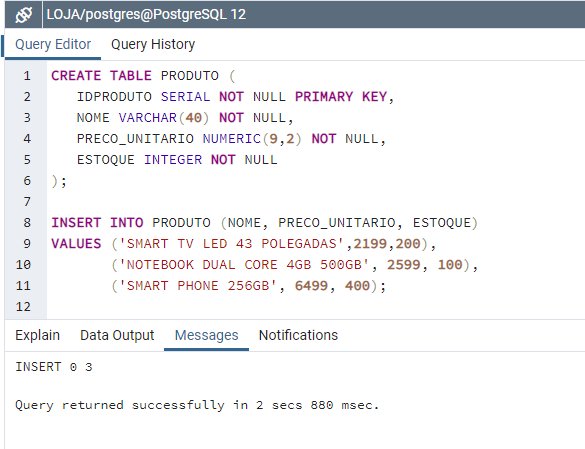 LOJA/postgres@PostgreSQL 12
Query Editor Query History
1 CREATE TABLE PRODUTO (
2 IDPRODUTO SERIAL NOT NULL PRIMARY KEY,
3 NOME VARCHAR(40) NOT NULL,
4 PRECO_UNITARIO NUMERIC(9,2) NOT NULL,
5 ESTOQUE INTEGER NOT NULL
6 );
7
8 INSERT INTO PRODUTO (NOME, PRECO_UNITARIO, ESTOQUE)
9 VALUES ('SMART TV LED 43 POLEGADAS',2199,200),
10 ('NOTEBOOK DUAL CORE 4GB 500GB', 2599, 100),
11 ('SMART PHONE 256GB', 6499, 400);
12
Explain Data Output Messages Notifications
INSERT 0 3
Query returned successfully in 2 secs 880 msec.